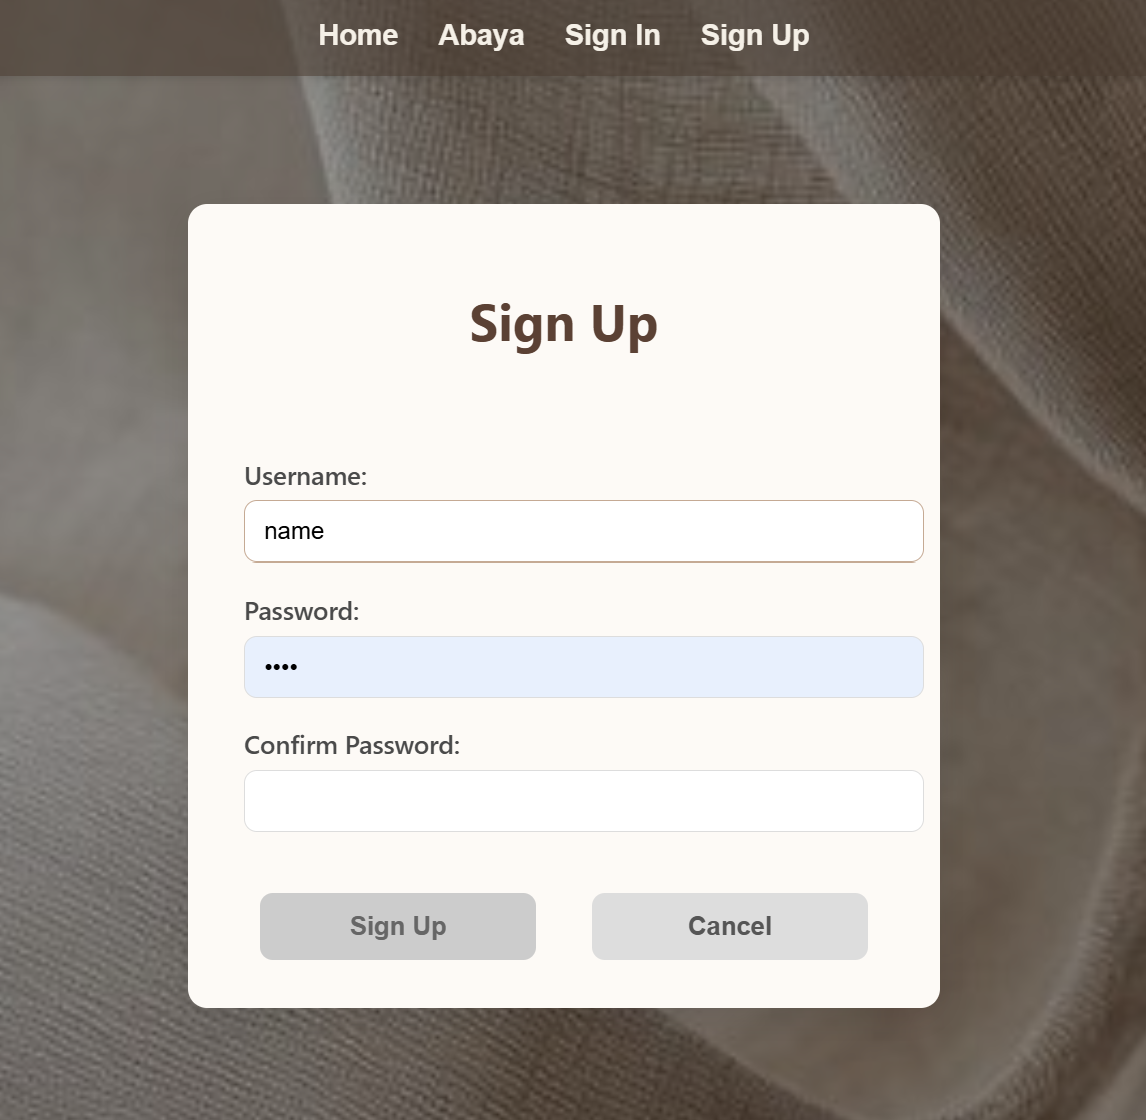 Home Abaya Sign In Sign Up
Sign Up
Username:
name
Password:
••••
Confirm Password:
Sign Up Cancel